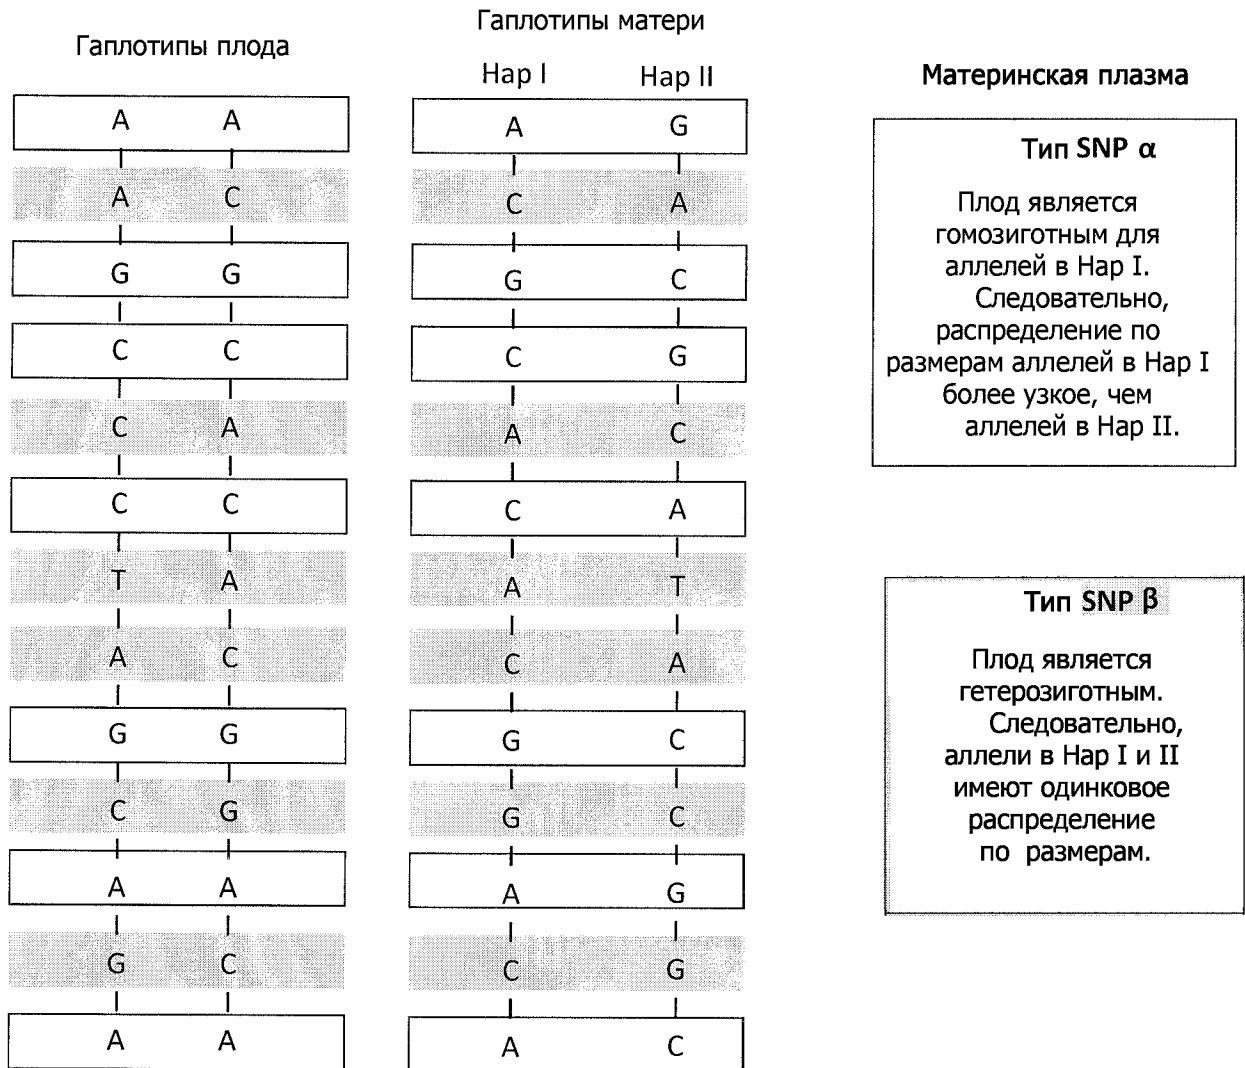 Гаплотипы плода
Гаплотипы матери
Hap I Hap II
A A
A C
G G
C C
C A
C C
T A
A C
G G
C G
A A
G C
A A
A G
C A
G C
C G
A C
C A
A T
C A
G C
G C
A G
C G
A C
Материнская плазма
Тип SNP α
Плод является
гомозиготным для
аллелей в Hap I.
Следовательно,
распределение по
размерам аллелей в Hap I
более узкое, чем
аллелей в Hap II.
Тип SNP β
Плод является
гетерозиготным.
Следовательно,
аллели в Hap I и II
имеют одинковое
распределение
по размерам.